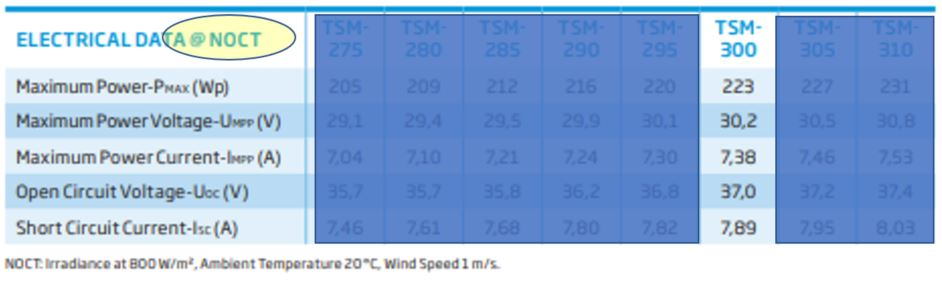 ELECTRICAL DATA @ NOCT TSM-275 TSM-280 TSM-285 TSM-290 TSM-295 TSM-300 TSM-305 TSM-310
Maximum Power-PMAX (Wp) 205 209 212 216 220 223 227 231
Maximum Power Voltage-UMPP (V) 29,1 29,4 29,5 29,9 30,1 30,2 30,5 30,8
Maximum Power Current-IMPP (A) 7,04 7,10 7,21 7,24 7,30 7,38 7,46 7,53
Open Circuit Voltage-UOC (V) 35,7 35,7 35,8 36,2 36,8 37,0 37,2 37,4
Short Circuit Current-ISC (A) 7,46 7,61 7,68 7,80 7,82 7,89 7,95 8,03
NOCT: Irradiance at 800 W/m², Ambient Temperature 20°C, Wind Speed 1 m/s.